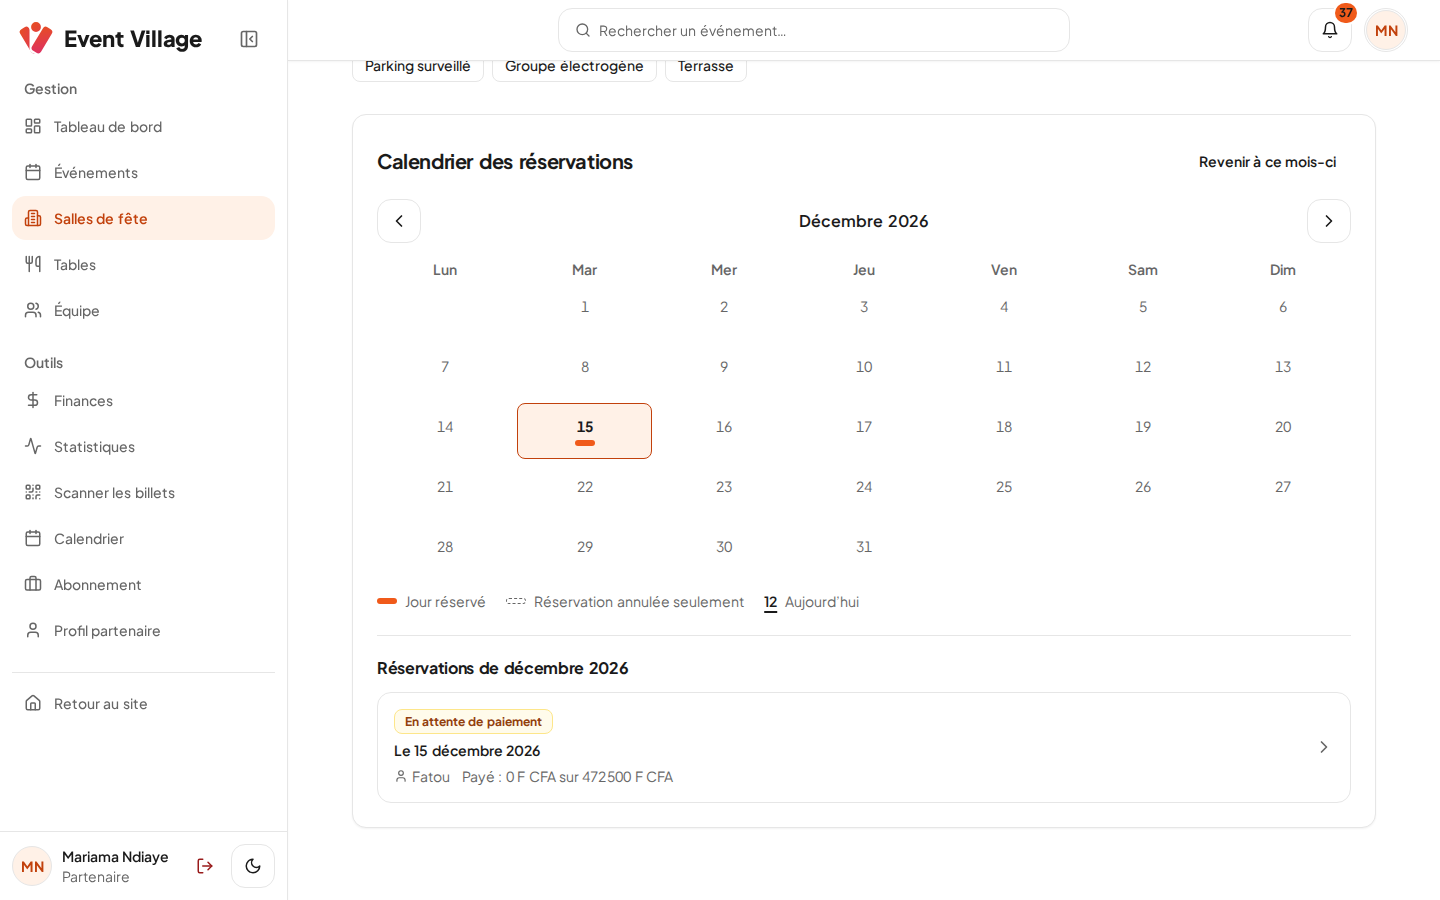 Event Village
Gestion
Tableau de bord
Événements
Salles de fête
Tables
Équipe
Outils
Finances
Statistiques
Scanner les billets
Calendrier
Abonnement
Profil partenaire
Retour au site
MN
Mariama Ndiaye
Partenaire
Rechercher un événement...
37
MN
Parking surveillé
Groupe électrogène
Terrasse
Calendrier des réservations
Revenir à ce mois-ci
Décembre 2026
Lun Mar Mer Jeu Ven Sam Dim
1 2 3 4 5 6
7 8 9 10 11 12 13
14 15 16 17 18 19 20
21 22 23 24 25 26 27
28 29 30 31
Jour réservé Réservation annulée seulement 12 Aujourd'hui
Réservations de décembre 2026
En attente de paiement
Le 15 décembre 2026
Fatou Payé : 0 F CFA sur 472 500 F CFA